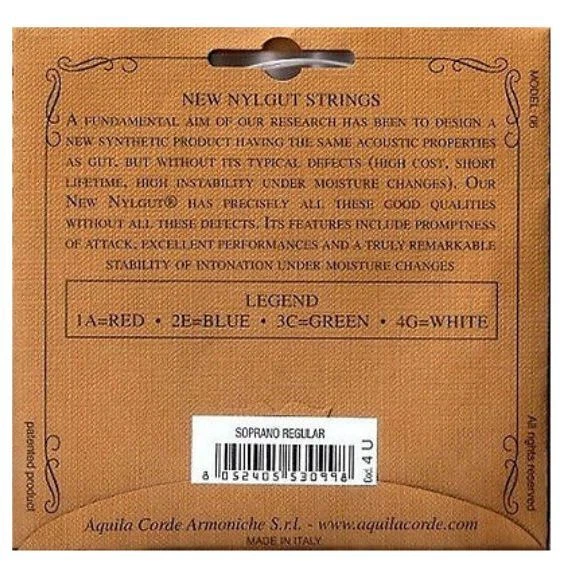 NEW NYLGUT STRINGS
A FUNDAMENTAL AIM OF OUR RESEARCH HAS BEEN TO DESIGN A
NEW SYNTHETIC PRODUCT HAVING THE SAME ACOUSTIC PROPERTIES
AS GUT, BUT WITHOUT ITS TYPICAL DEFECTS (HIGH COST, SHORT
LIFETIME, HIGH INSTABILITY UNDER MOISTURE CHANGES). OUR
NEW NYLGUT® HAS PRECISELY ALL THESE GOOD QUALITIES
WITHOUT ALL THESE DEFECTS. ITS FEATURES INCLUDE PROMPTNESS
OF ATTACK, EXCELLENT PERFORMANCES AND A TRULY REMARKABLE
STABILITY OF INTONATION UNDER MOISTURE CHANGES
LEGEND
1A=RED • 2E=BLUE • 3C=GREEN • 4G=WHITE
MODEL: 06
SOPRANO REGULAR
8 052405 530998
Cod. 4 U
patented product
All rights reserved
Aquila Corde Armoniche S.r.l. - www.aquilacorde.com
MADE IN ITALY